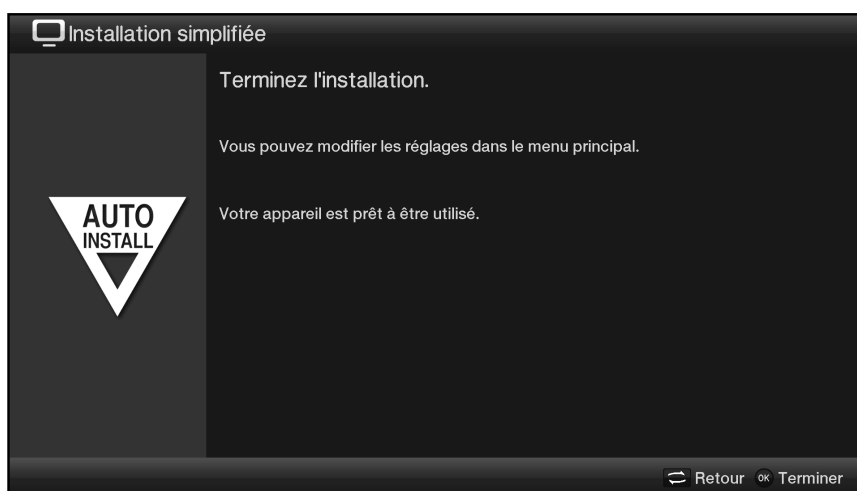 Installation simplifiée
Terminez l'installation.
Vous pouvez modifier les réglages dans le menu principal.
AUTO
INSTALL
Votre appareil est prêt à être utilisé.
Retour OK Terminer